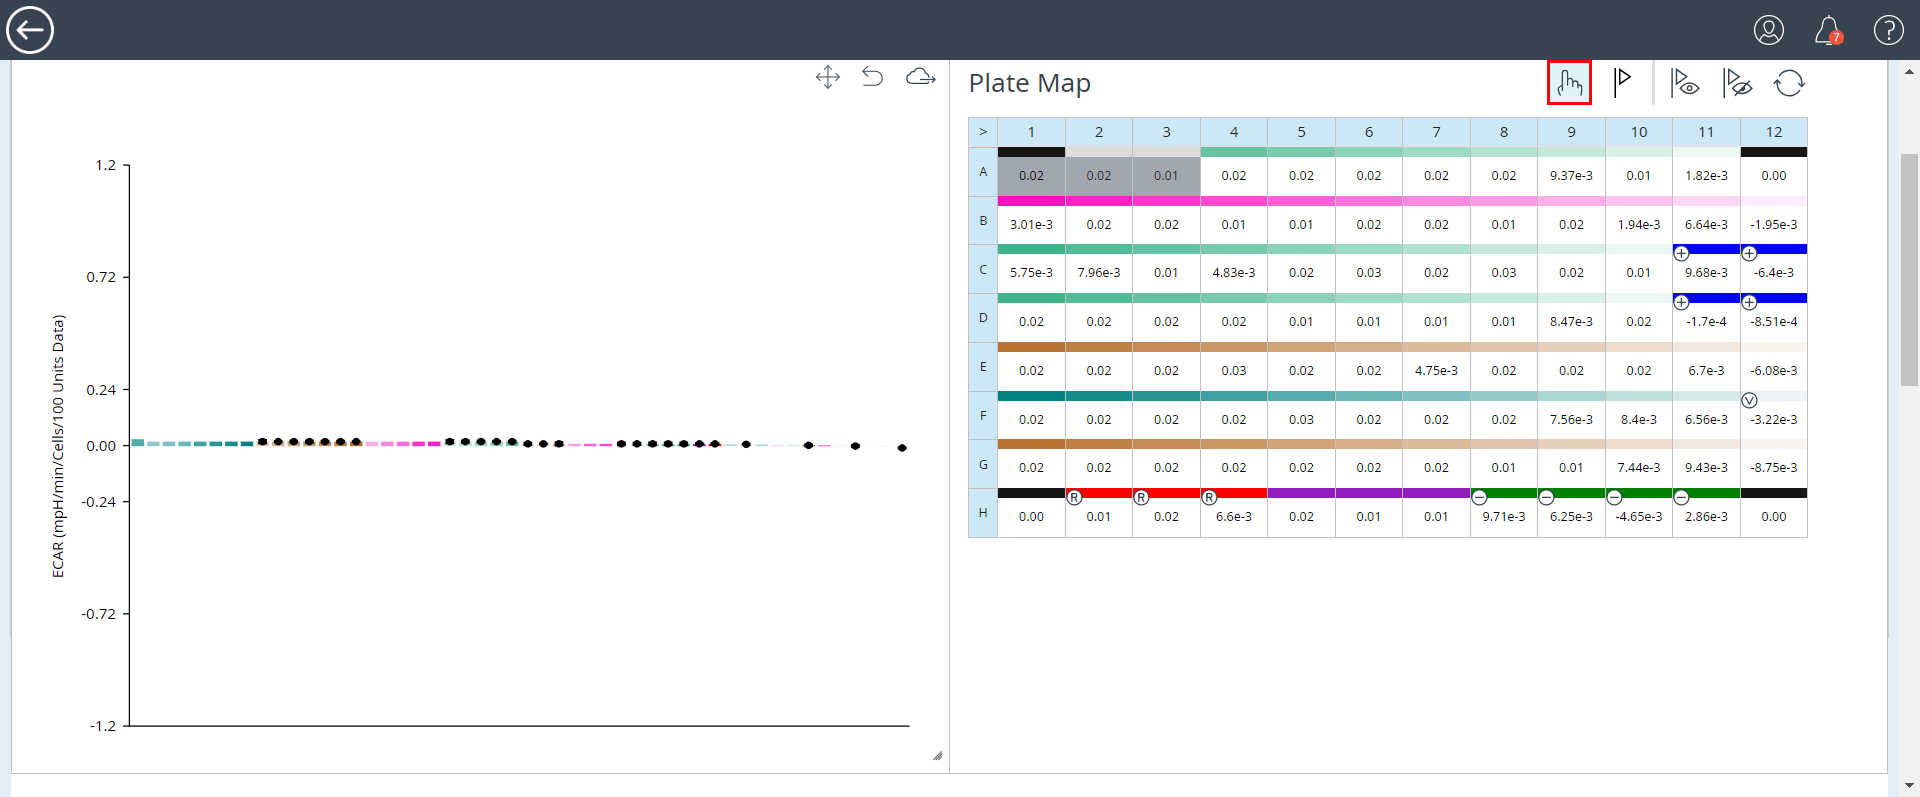 7
Plate Map
1.2
0.72
0.24
0.00
-0.24
-0.72
-1.2
ECAR (mpH/min/Cells/100 Units Data)
> 1 2 3 4 5 6 7 8 9 10 11 12
A 0.02 0.02 0.01 0.02 0.02 0.02 0.02 0.02 9.37e-3 0.01 1.82e-3 0.00
B 3.01e-3 0.02 0.02 0.01 0.01 0.02 0.02 0.01 0.02 1.94e-3 6.64e-3 -1.95e-3
+ +
C 5.75e-3 7.96e-3 0.01 4.83e-3 0.02 0.03 0.02 0.03 0.02 0.01 9.68e-3 -6.4e-3
+ +
D 0.02 0.02 0.02 0.02 0.01 0.01 0.01 0.01 8.47e-3 0.02 -1.7e-4 -8.51e-4
E 0.02 0.02 0.02 0.03 0.02 0.02 4.75e-3 0.02 0.02 0.02 6.7e-3 -6.08e-3
V
F 0.02 0.02 0.02 0.02 0.03 0.02 0.02 0.02 7.56e-3 8.4e-3 6.56e-3 -3.22e-3
G 0.02 0.02 0.02 0.02 0.02 0.02 0.02 0.01 0.01 7.44e-3 9.43e-3 -8.75e-3
R R R − − − −
H 0.00 0.01 0.02 6.6e-3 0.02 0.01 0.01 9.71e-3 6.25e-3 -4.65e-3 2.86e-3 0.00